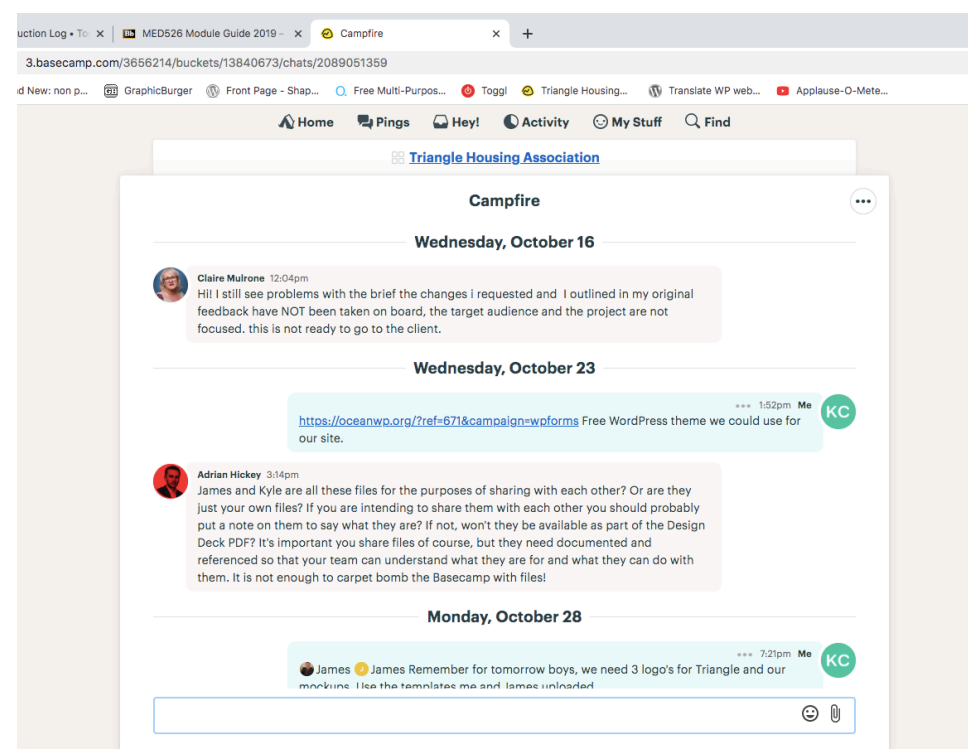 uction Log • To
MED526 Module Guide 2019 –
Campfire
3.basecamp.com/3656214/buckets/13840673/chats/2089051359
d New: non p...
GraphicBurger
Front Page - Shap...
Free Multi-Purpos...
Toggl
Triangle Housing...
Translate WP web...
Applause-O-Mete...
Home
Pings
Hey!
Activity
My Stuff
Find
Triangle Housing Association
Campfire
Wednesday, October 16
Claire Mulrone 12:04pm
Hi! I still see problems with the brief the changes i requested and I outlined in my original
feedback have NOT been taken on board, the target audience and the project are not
focused. this is not ready to go to the client.
Wednesday, October 23
1:52pm Me
KC
https://oceanwp.org/?ref=671&campaign=wpforms Free WordPress theme we could use for
our site.
Adrian Hickey 3:14pm
James and Kyle are all these files for the purposes of sharing with each other? Or are they
just your own files? If you are intending to share them with each other you should probably
put a note on them to say what they are? If not, won't they be available as part of the Design
Deck PDF? It's important you share files of course, but they need documented and
referenced so that your team can understand what they are for and what they can do with
them. It is not enough to carpet bomb the Basecamp with files!
Monday, October 28
7:21pm Me
KC
James James Remember for tomorrow boys, we need 3 logo's for Triangle and our
mockups. Use the templates me and James uploaded